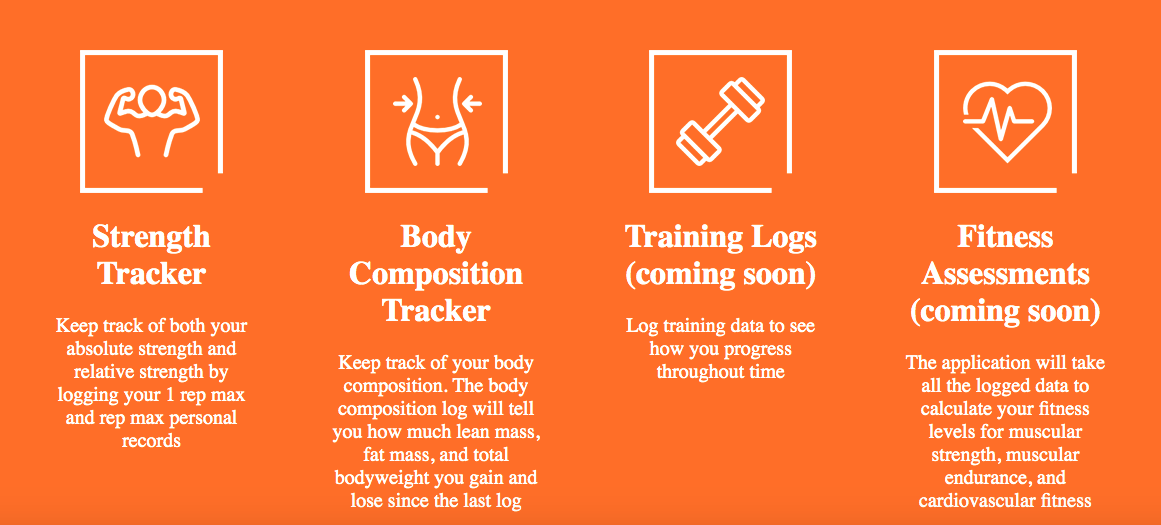 Strength
Tracker
Keep track of both your
absolute strength and
relative strength by
logging your 1 rep max
and rep max personal
records
Body
Composition
Tracker
Keep track of your body
composition. The body
composition log will tell
you how much lean mass,
fat mass, and total
bodyweight you gain and
lose since the last log
Training Logs
(coming soon)
Log training data to see
how you progress
throughout time
Fitness
Assessments
(coming soon)
The application will take
all the logged data to
calculate your fitness
levels for muscular
strength, muscular
endurance, and
cardiovascular fitness